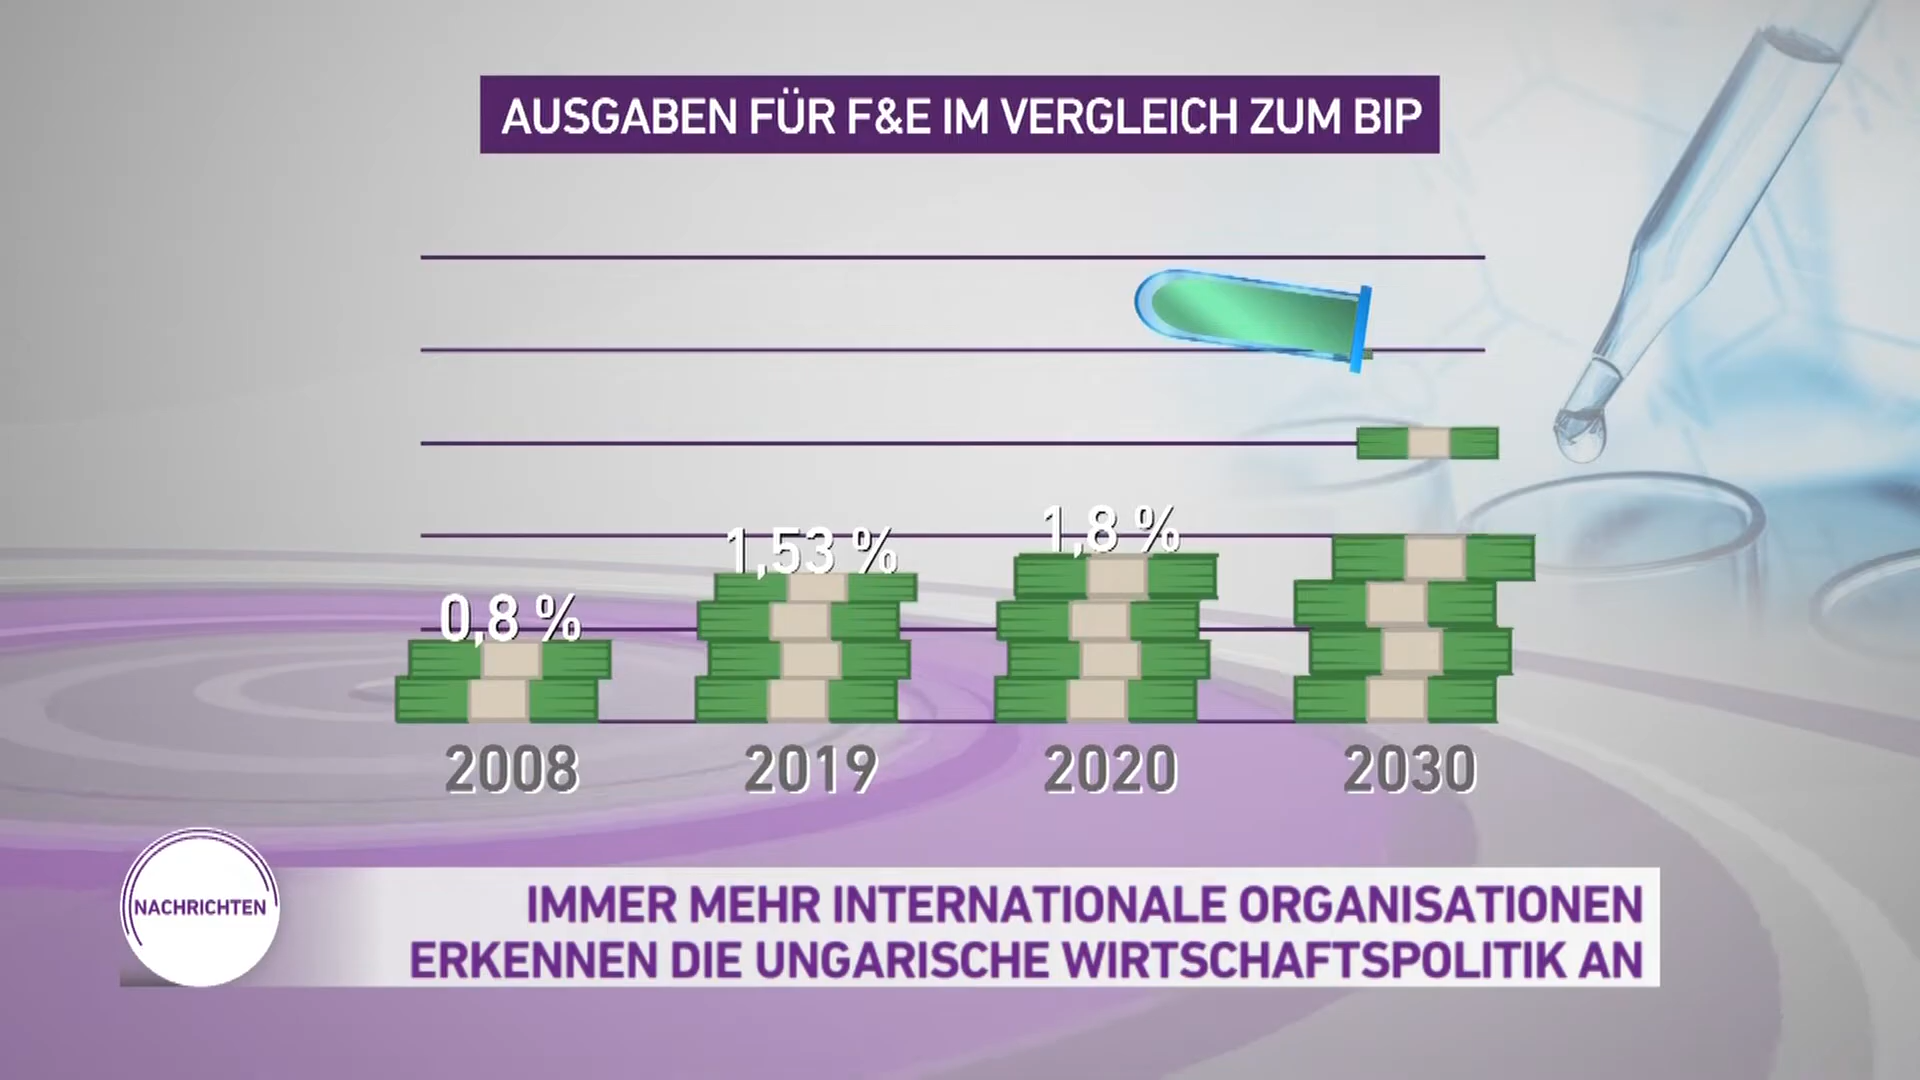 AUSGABEN FÜR F&E IM VERGLEICH ZUM BIP
0,8 %
1,53 %
1,8 %
2008
2019
2020
2030
NACHRICHTEN
IMMER MEHR INTERNATIONALE ORGANISATIONEN
ERKENNEN DIE UNGARISCHE WIRTSCHAFTSPOLITIK AN